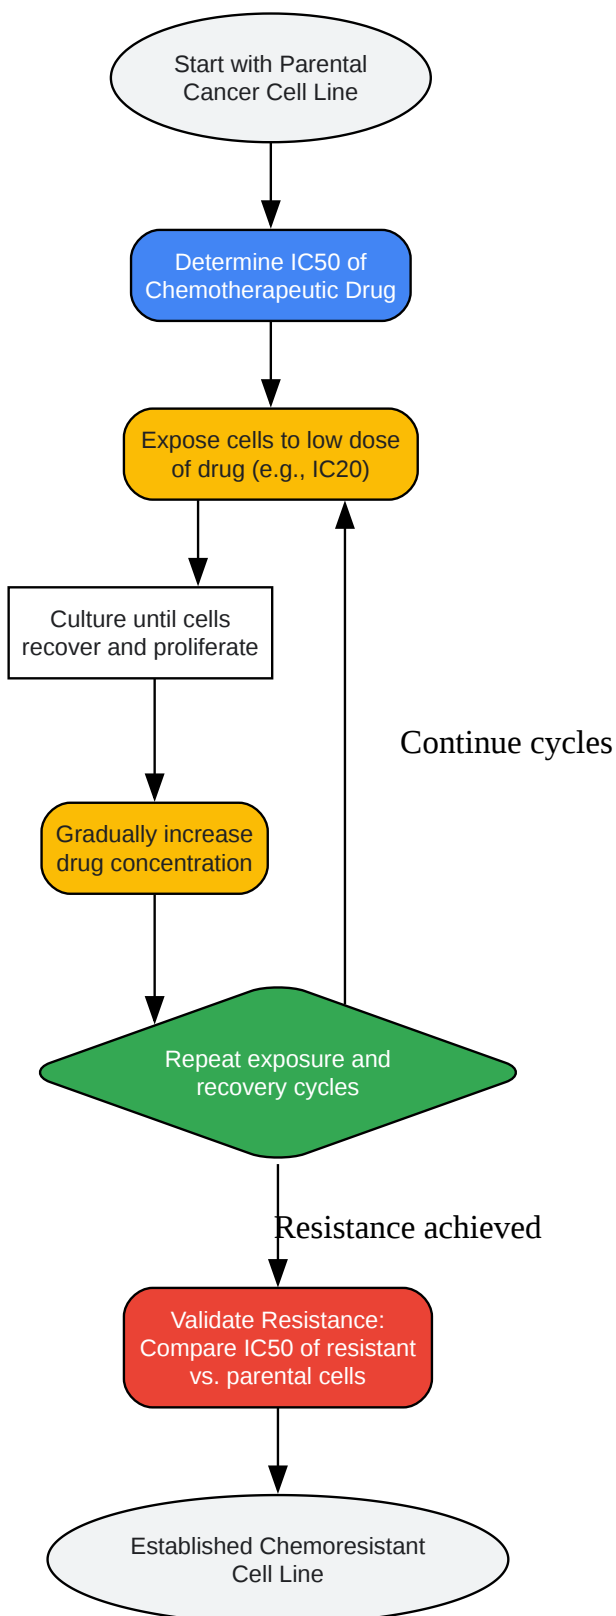 Start with Parental
Cancer Cell Line
Determine IC50 of
Chemotherapeutic Drug
Expose cells to low dose
of drug (e.g., IC20)
Culture until cells
recover and proliferate
Continue cycles
Gradually increase
drug concentration
Repeat exposure and
recovery cycles
Resistance achieved
Validate Resistance:
Compare IC50 of resistant
vs. parental cells
Established Chemoresistant
Cell Line